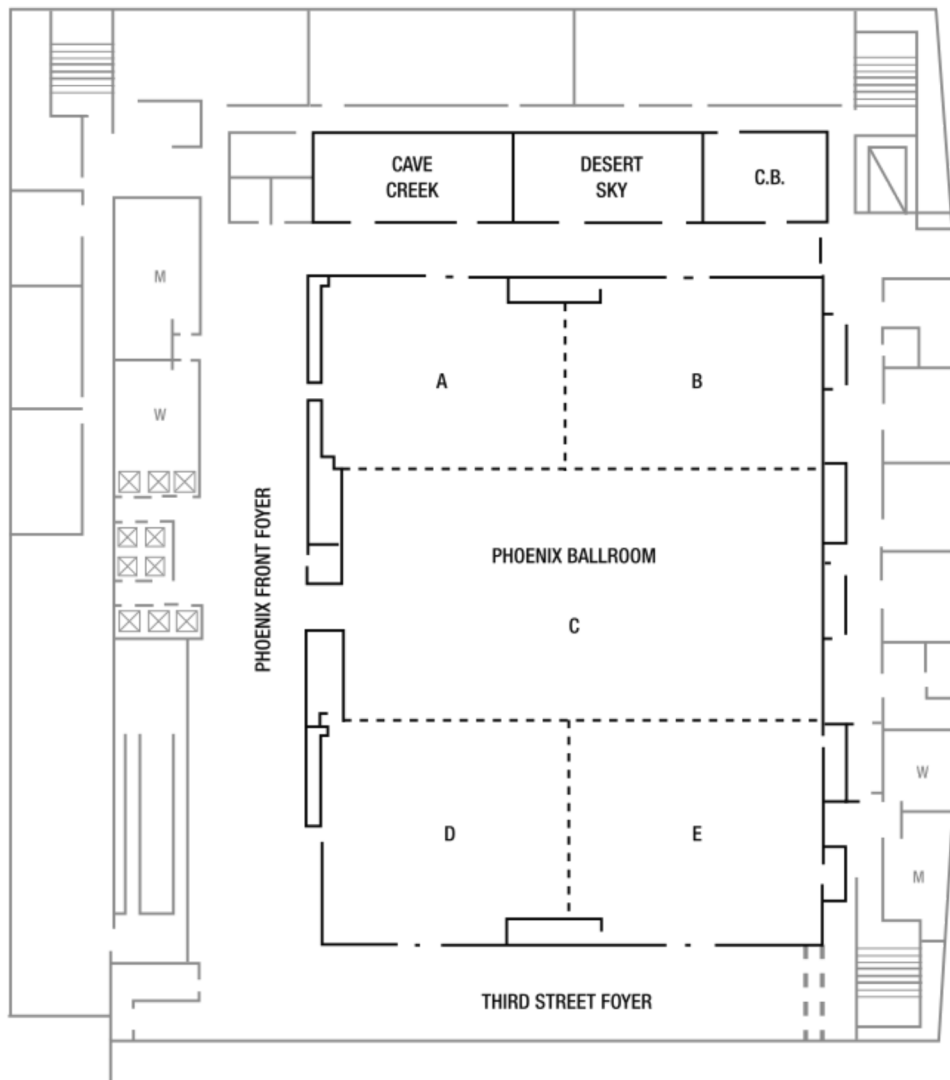 CAVE
CREEK
DESERT
SKY
C.B.
M
A
B
W
PHOENIX FRONT FOYER
PHOENIX BALLROOM
C
W
D
E
M
THIRD STREET FOYER